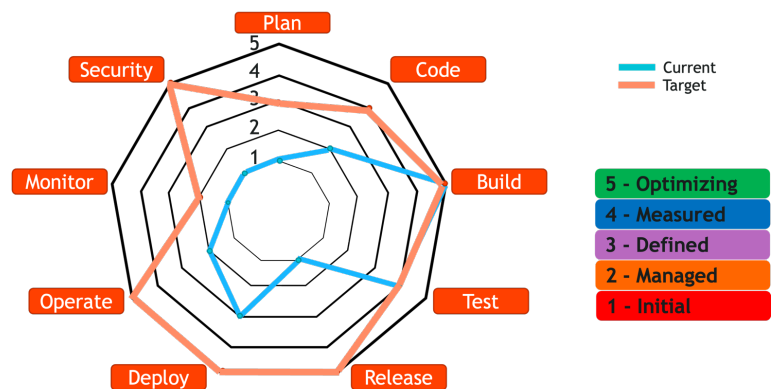 Plan
5
Security
4
Code
3
2
1
Monitor
Build
Operate
Test
Deploy
Release
Current
Target
5 - Optimizing
4 - Measured
3 - Defined
2 - Managed
1 - Initial